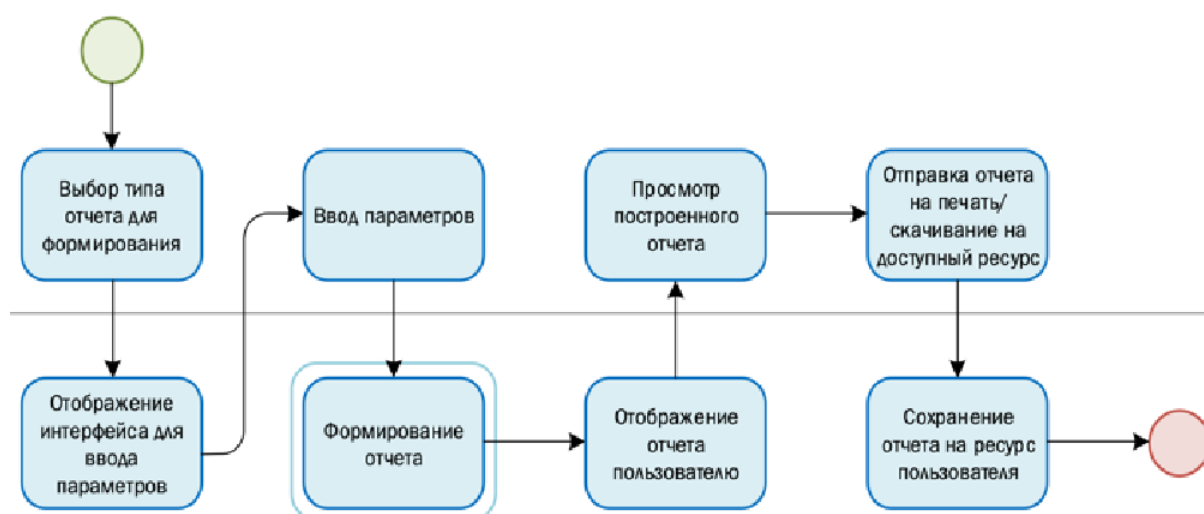 Выбор типа
отчета для
формирования
Ввод параметров
Просмотр
построенного
отчета
Отправка отчета
на печать/
скачивание на
доступный ресурс
Отображение
интерфейса для
ввода
параметров
Формирование
отчета
Отображение
отчета
пользователю
Сохранение
отчета на ресурс
пользователя